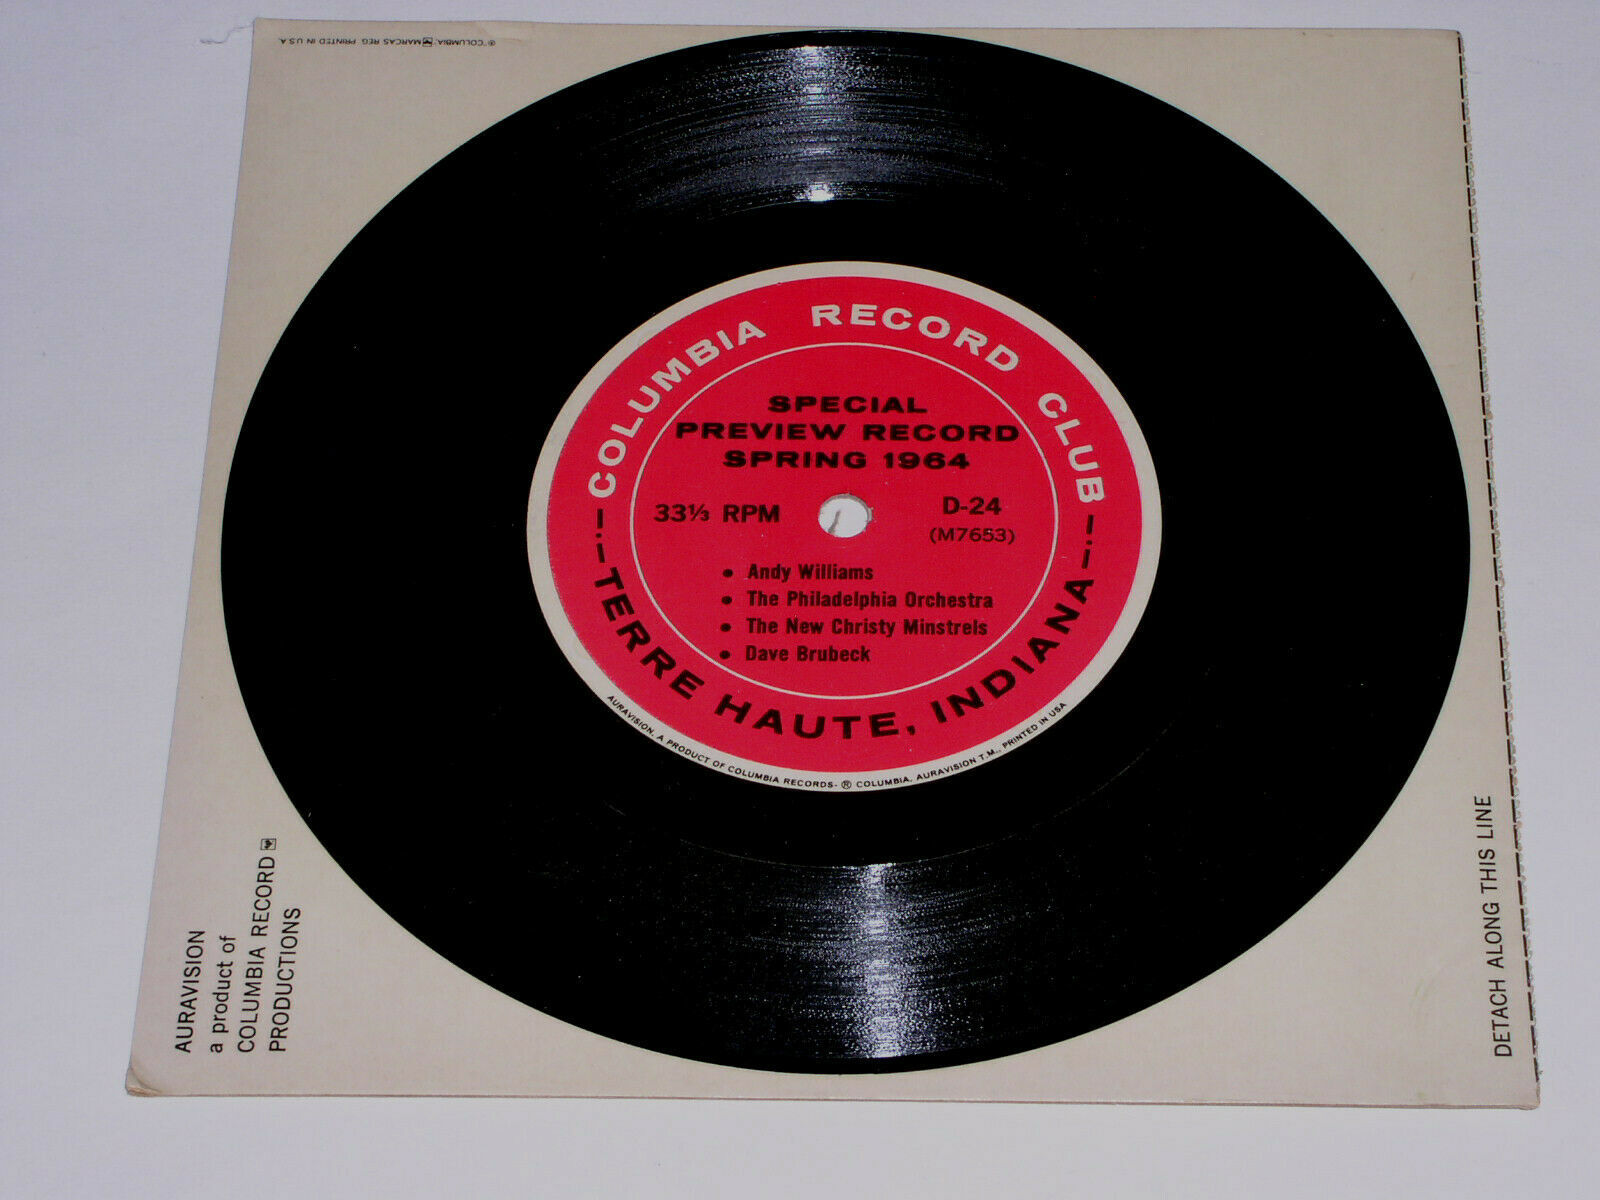 ® "COLUMBIA", MARCAS REG. PRINTED IN U.S.A.
COLUMBIA RECORD CLUB
SPECIAL
PREVIEW RECORD
SPRING 1964
33⅓ RPM
D-24
(M7653)
• Andy Williams
• The Philadelphia Orchestra
• The New Christy Minstrels
• Dave Brubeck
TERRE HAUTE, INDIANA
AURAVISION, A PRODUCT OF COLUMBIA RECORDS- ® COLUMBIA, AURAVISION T.M., PRINTED IN USA
AURAVISION
a product of
COLUMBIA RECORD
PRODUCTIONS
DETACH ALONG THIS LINE